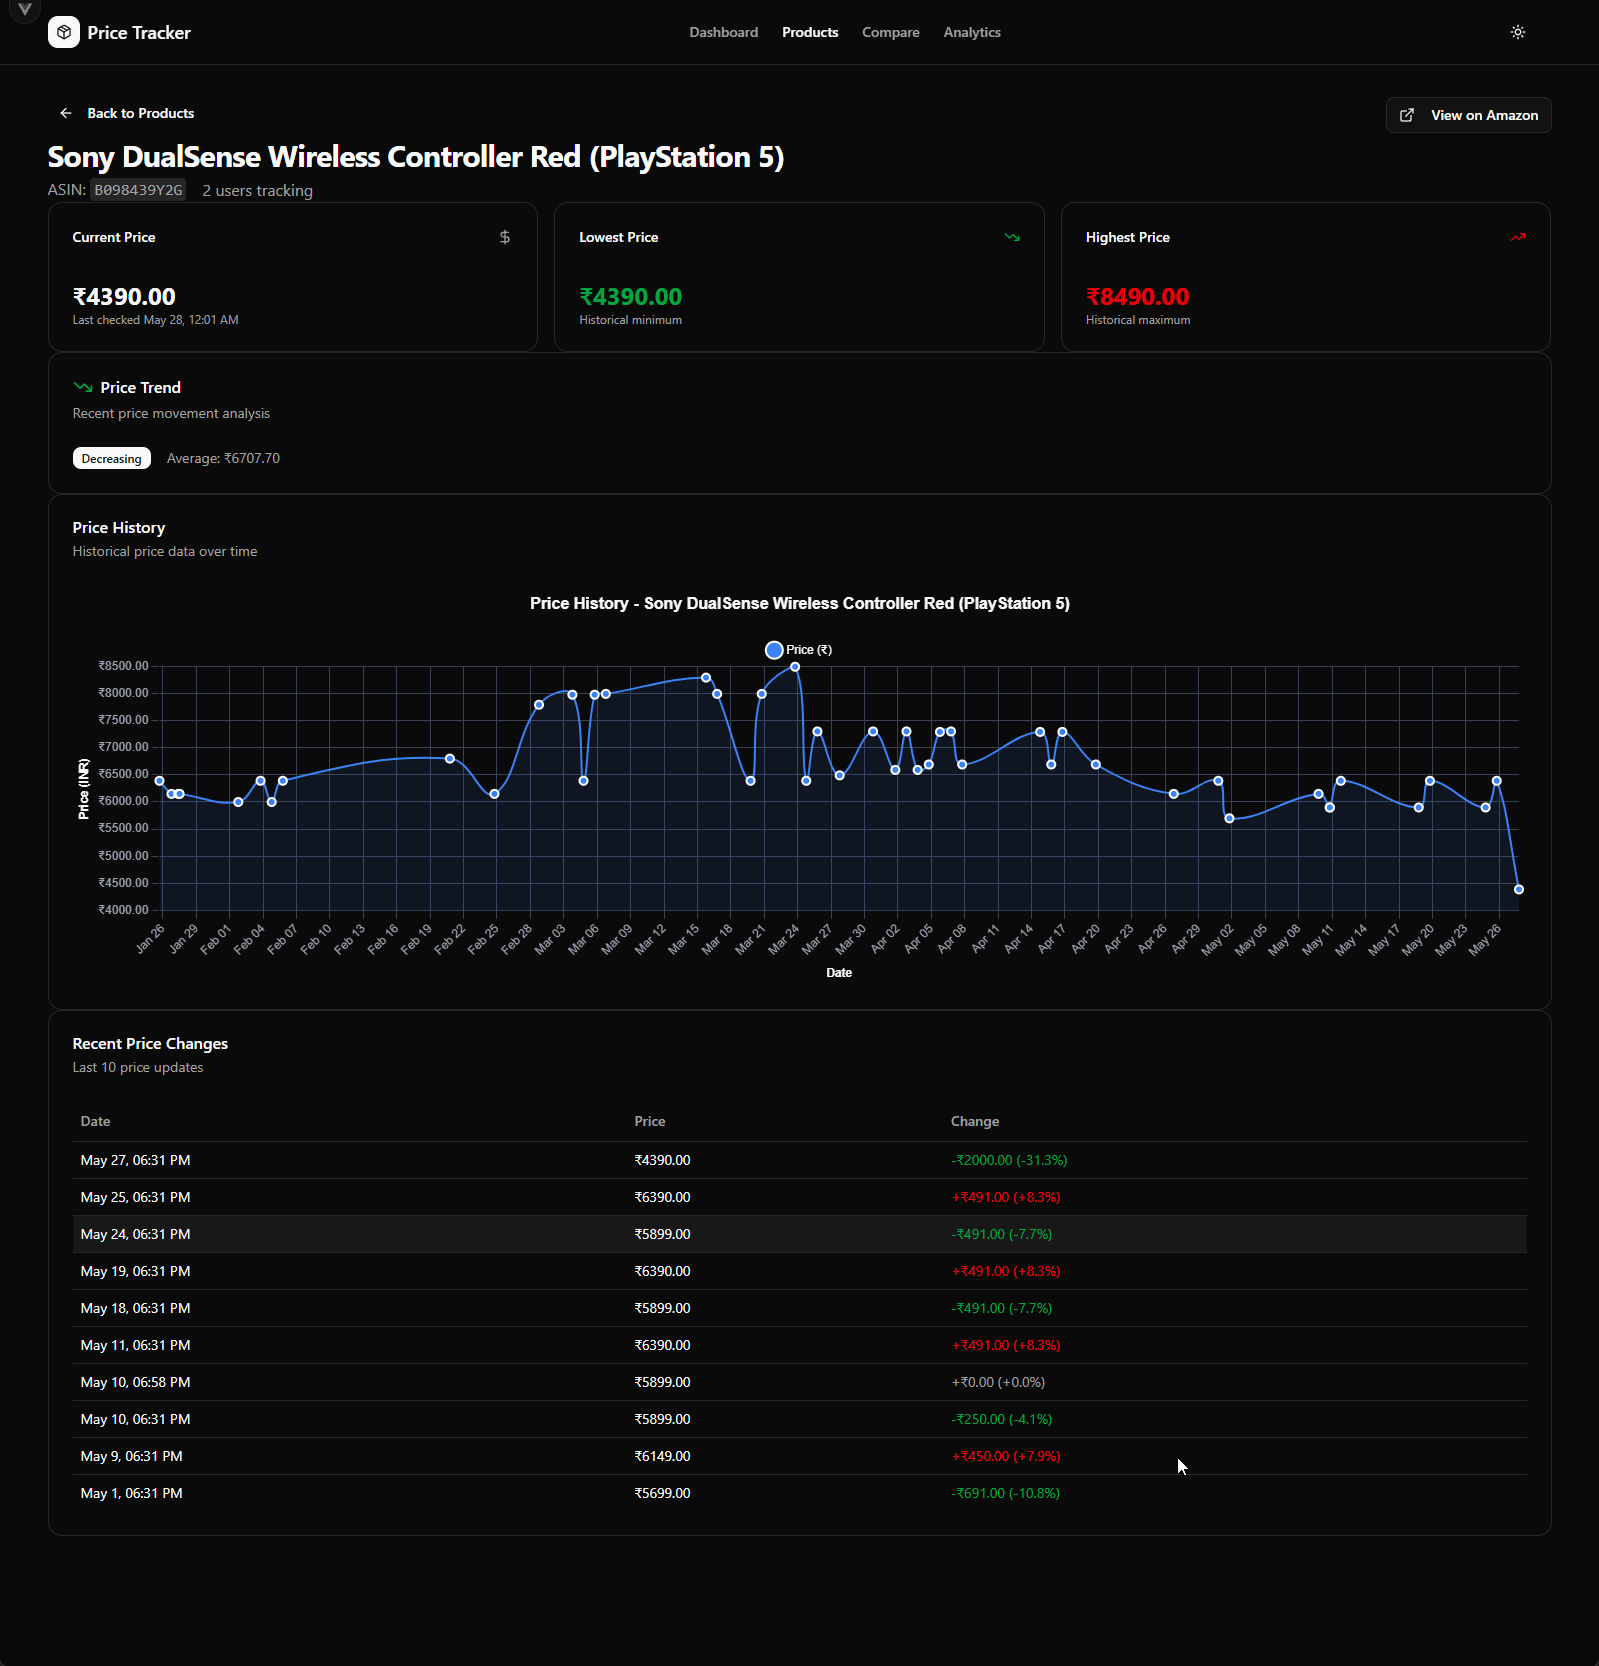 Price Tracker
Dashboard Products Compare Analytics
Back to Products
View on Amazon
Sony DualSense Wireless Controller Red (PlayStation 5)
ASIN: B098439Y2G 2 users tracking
Current Price
$
₹4390.00
Last checked May 28, 12:01 AM
Lowest Price
₹4390.00
Historical minimum
Highest Price
₹8490.00
Historical maximum
Price Trend
Recent price movement analysis
Decreasing Average: ₹6707.70
Price History
Historical price data over time
Price History - Sony DualSense Wireless Controller Red (PlayStation 5)
Price (₹)
Price (INR)
₹8500.00
₹8000.00
₹7500.00
₹7000.00
₹6500.00
₹6000.00
₹5500.00
₹5000.00
₹4500.00
₹4000.00
Jan 26 Jan 29 Feb 01 Feb 04 Feb 07 Feb 10 Feb 13 Feb 16 Feb 19 Feb 22 Feb 25 Feb 28 Mar 03 Mar 06 Mar 09 Mar 12 Mar 15 Mar 18 Mar 21 Mar 24 Mar 27 Mar 30 Apr 02 Apr 05 Apr 08 Apr 11 Apr 14 Apr 17 Apr 20 Apr 23 Apr 26 Apr 29 May 02 May 05 May 08 May 11 May 14 May 17 May 20 May 23 May 26
Date
Recent Price Changes
Last 10 price updates
Date Price Change
May 27, 06:31 PM ₹4390.00 -₹2000.00 (-31.3%)
May 25, 06:31 PM ₹6390.00 +₹491.00 (+8.3%)
May 24, 06:31 PM ₹5899.00 -₹491.00 (-7.7%)
May 19, 06:31 PM ₹6390.00 +₹491.00 (+8.3%)
May 18, 06:31 PM ₹5899.00 -₹491.00 (-7.7%)
May 11, 06:31 PM ₹6390.00 +₹491.00 (+8.3%)
May 10, 06:58 PM ₹5899.00 +₹0.00 (+0.0%)
May 10, 06:31 PM ₹5899.00 -₹250.00 (-4.1%)
May 9, 06:31 PM ₹6149.00 +₹450.00 (+7.9%)
May 1, 06:31 PM ₹5699.00 -₹691.00 (-10.8%)